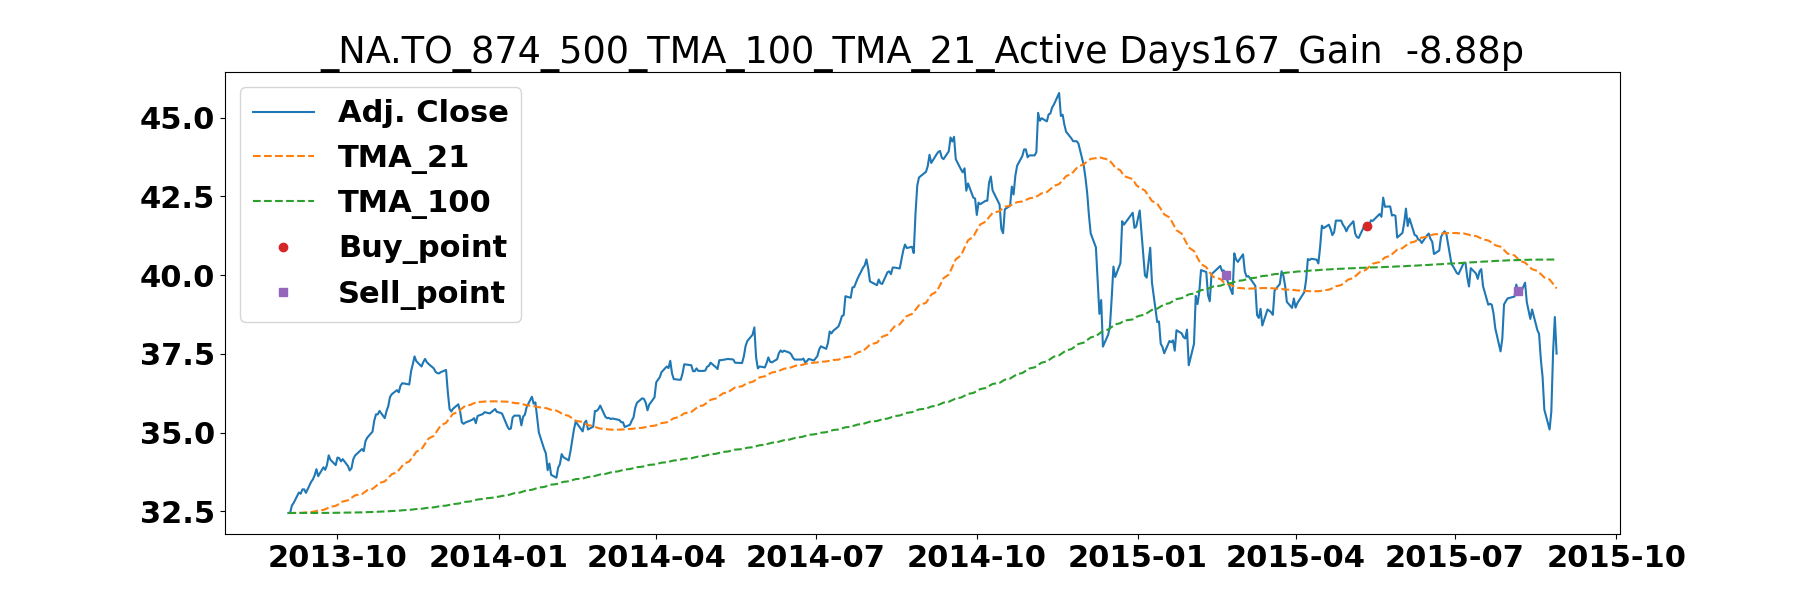 _NA.TO_874_500_TMA_100_TMA_21_Active Days167_Gain  -8.88p
45.0
42.5
40.0
37.5
35.0
32.5
Adj. Close
TMA_21
TMA_100
Buy_point
Sell_point
2013-10 2014-01 2014-04 2014-07 2014-10 2015-01 2015-04 2015-07 2015-10